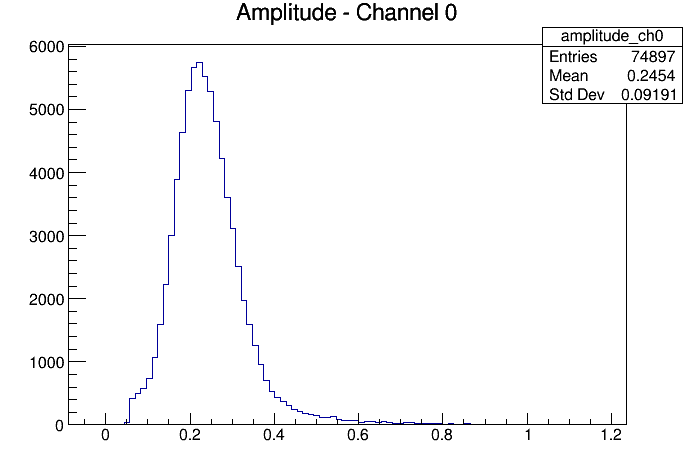 Amplitude - Channel 0
amplitude_ch0
Entries 74897
Mean 0.2454
Std Dev 0.09191
6000
5000
4000
3000
2000
1000
0
0 0.2 0.4 0.6 0.8 1 1.2